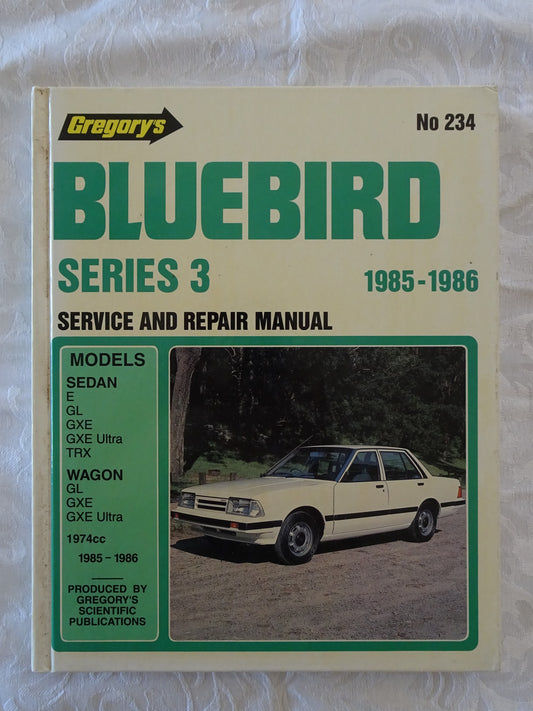 Gregory's
No 234
BLUEBIRD
SERIES 3
1985-1986
SERVICE AND REPAIR MANUAL
MODELS
SEDAN
E
GL
GXE
GXE Ultra
TRX
WAGON
GL
GXE
GXE Ultra
1974cc
1985 – 1986
PRODUCED BY
GREGORY'S
SCIENTIFIC
PUBLICATIONS